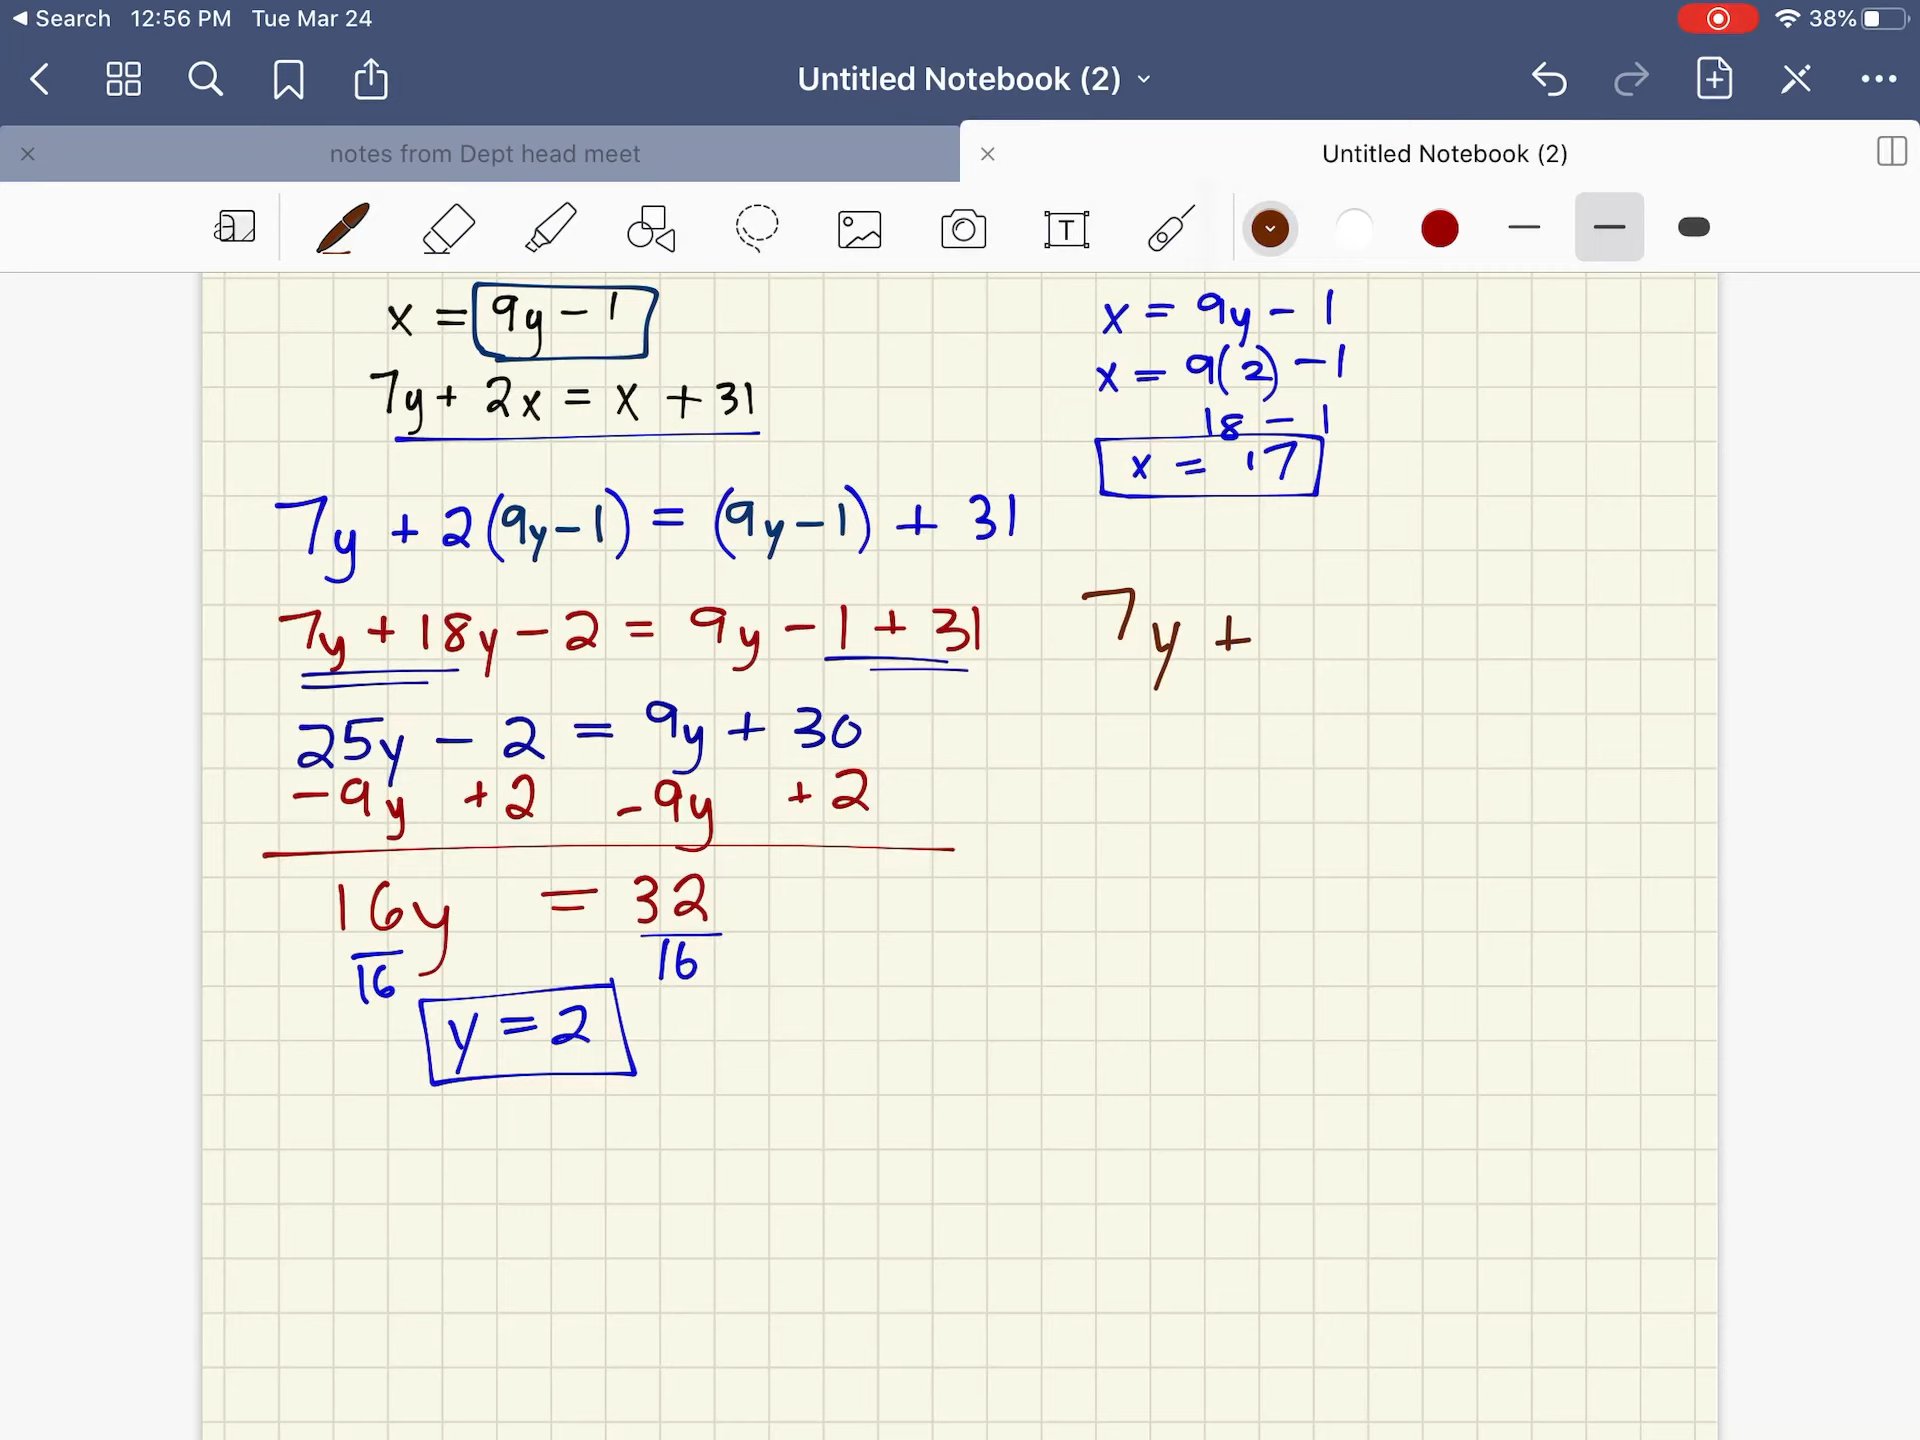 Search 12:56 PM Tue Mar 24 38%
Untitled Notebook (2)
notes from Dept head meet
Untitled Notebook (2)
T
x = 9y - 1
7y + 2x = x + 31
7y + 2(9y-1) = (9y-1) + 31
7y + 18y - 2 = 9y - 1 + 31
25y - 2 = 9y + 30
-9y +2 -9y +2
16y = 32
16 16
y = 2
x = 9y - 1
x = 9(2) - 1
18 - 1
x = 17
7y +